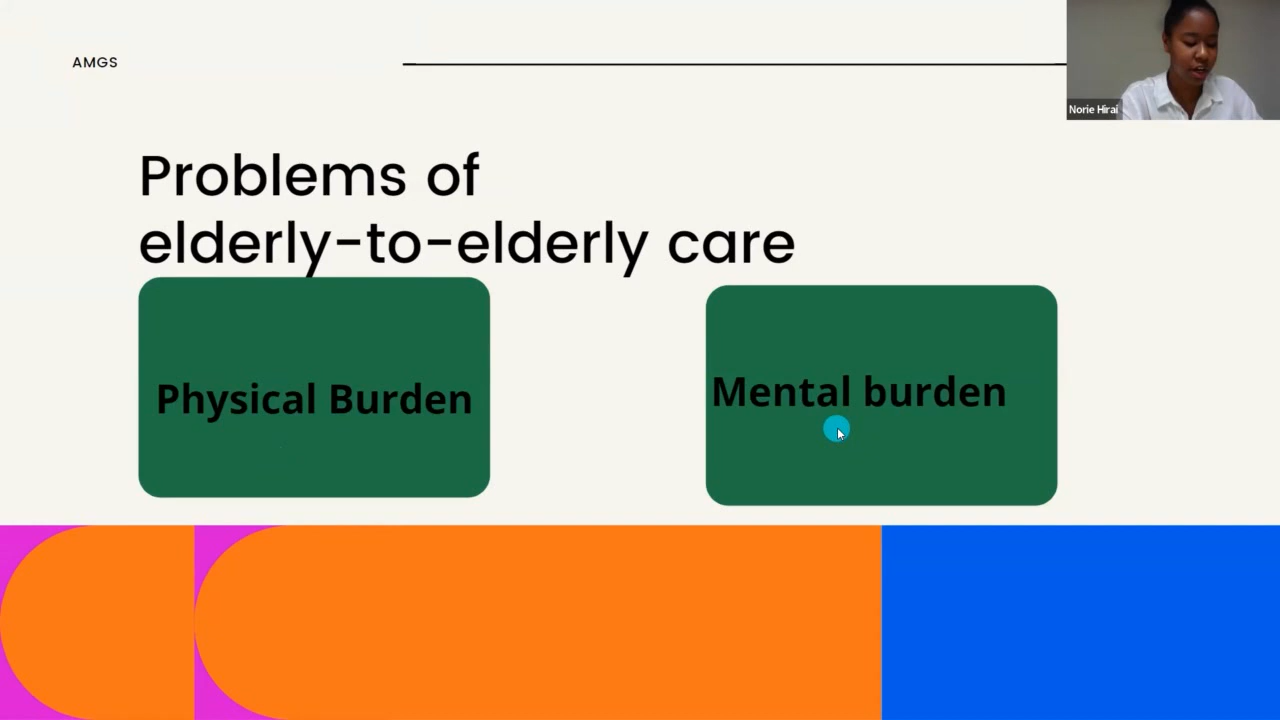 AMGS
Norie Hirai
Problems of
elderly-to-elderly care
Physical Burden
Mental burden